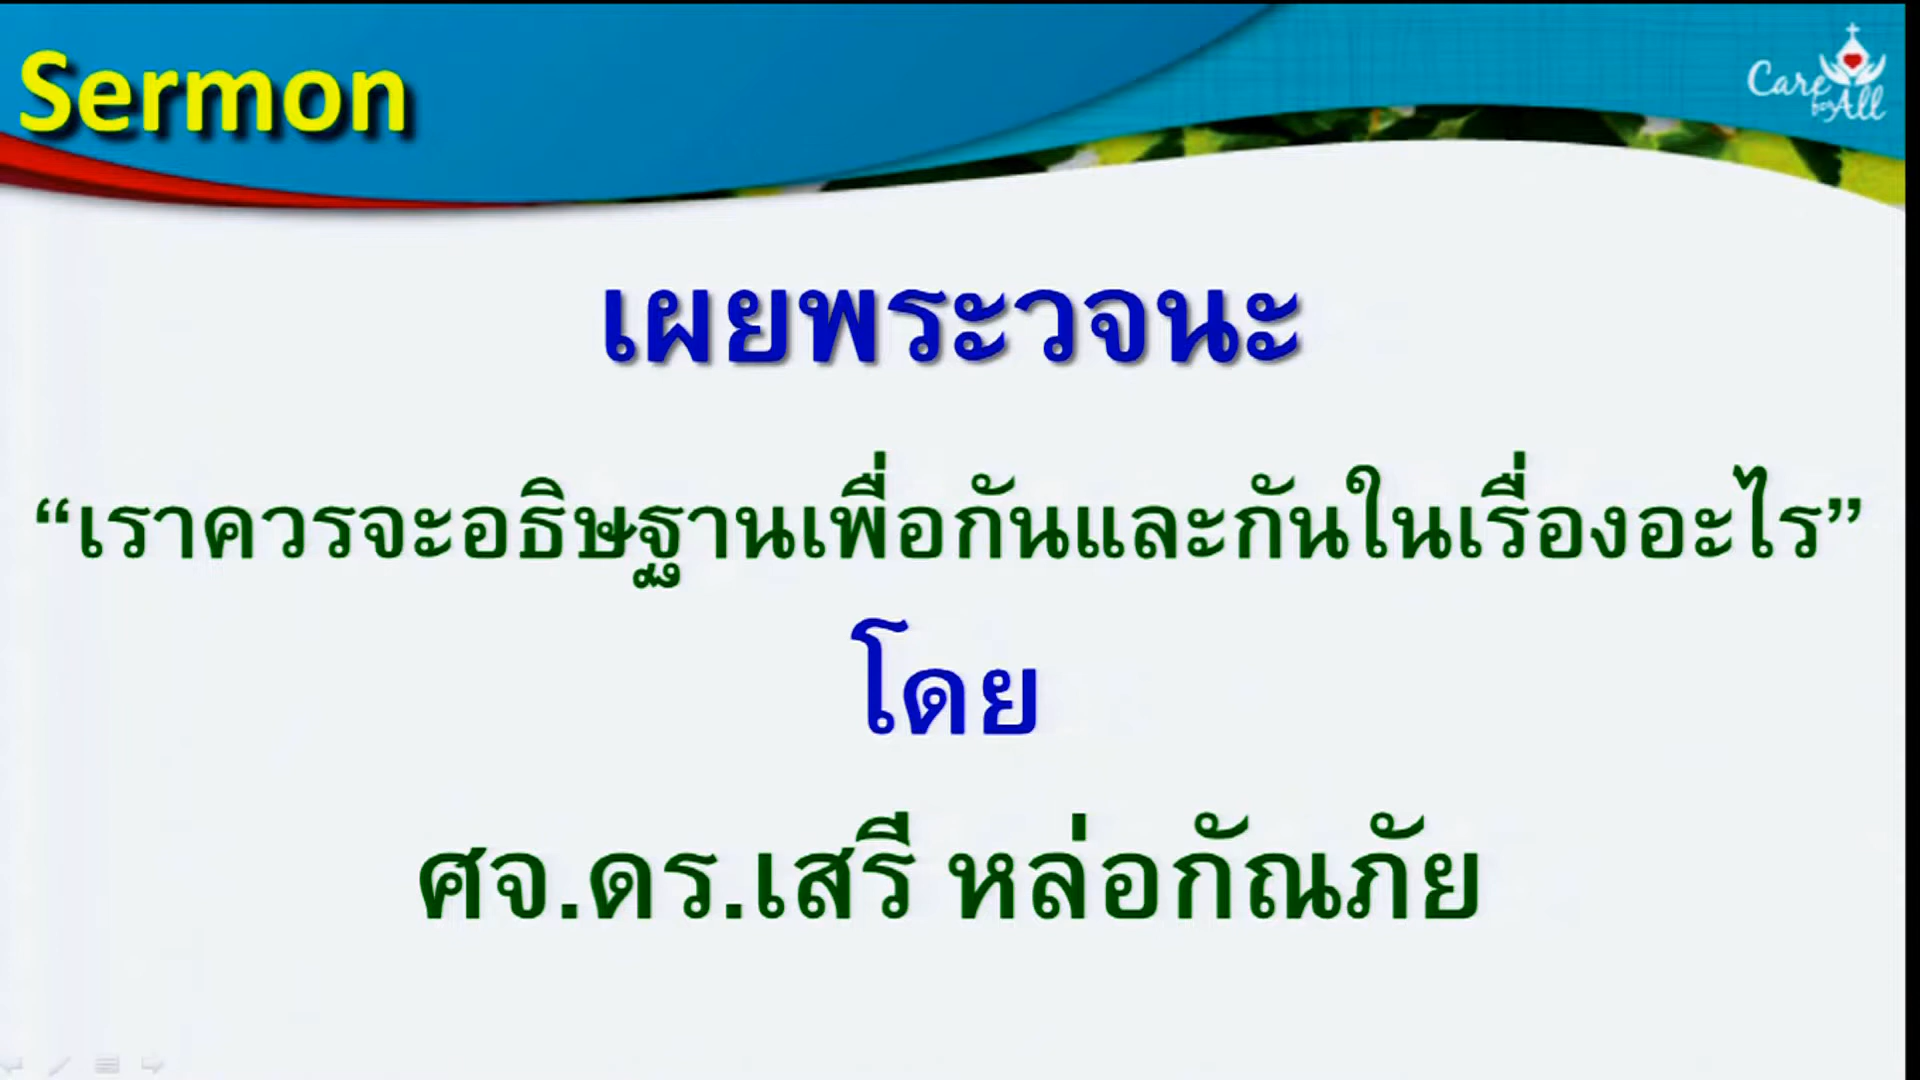 Sermon
Care
for All
เผยพระวจนะ
“เราควรจะอธิษฐานเพื่อกันและกันในเรื่องอะไร”
โดย
ศจ.ดร.เสรี หล่อกัณภัย